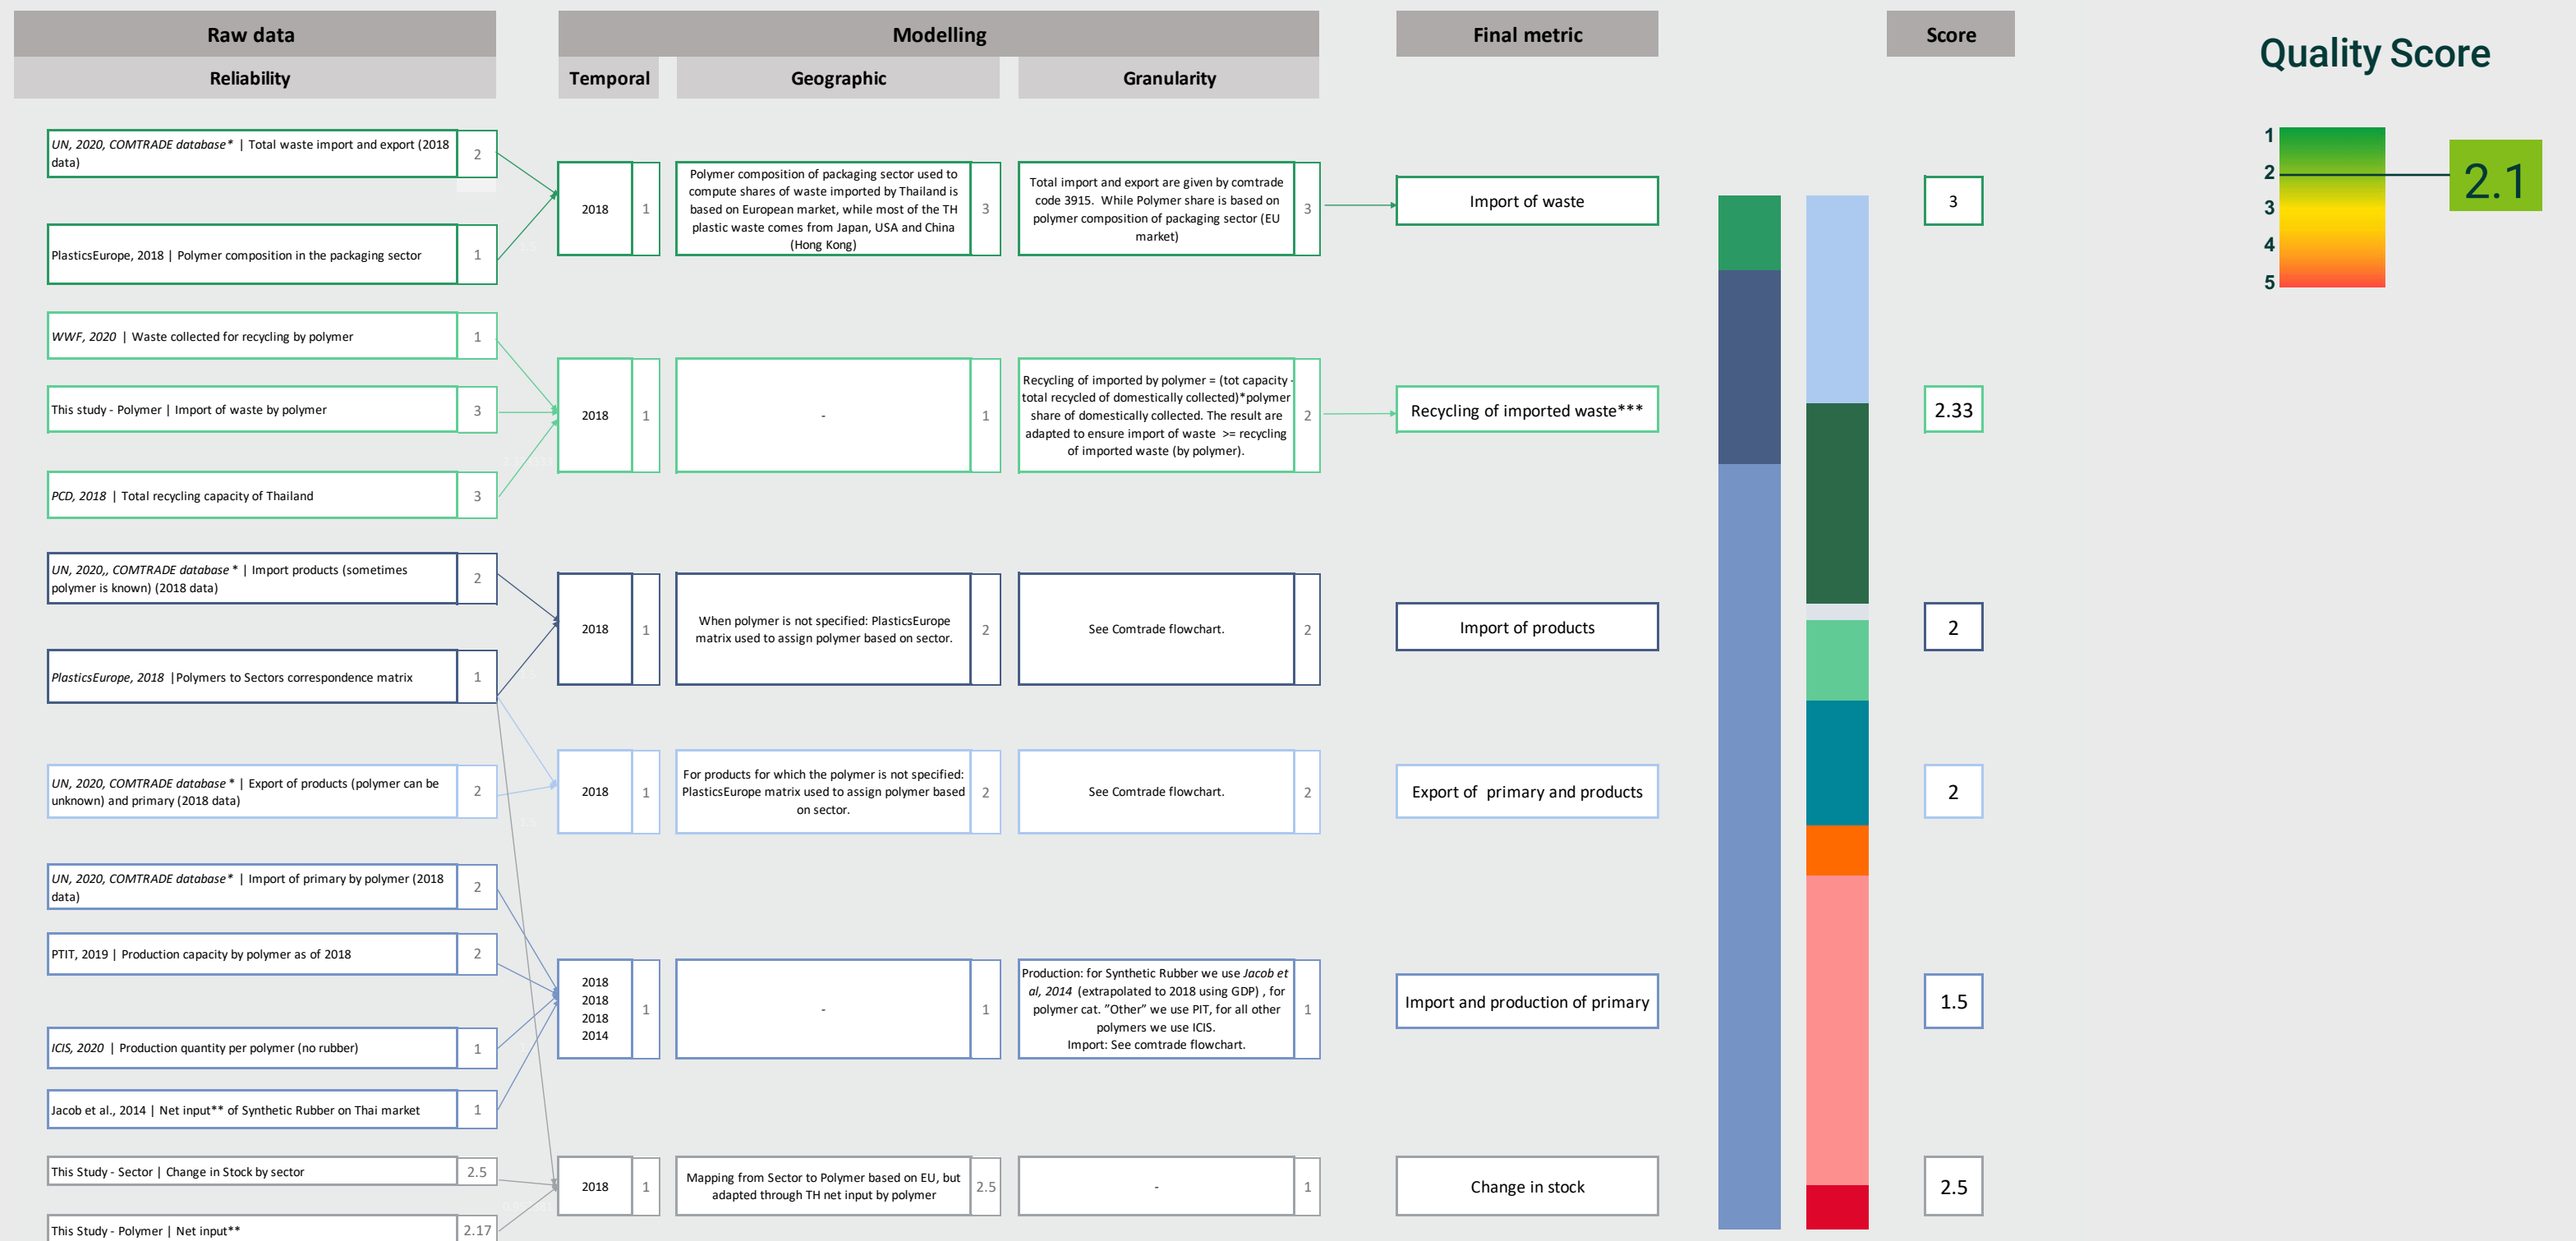 Raw data
Modelling
Final metric
Score
Reliability
Temporal
Geographic
Granularity
Quality Score
1
2
3
4
5
2.1
UN, 2020, COMTRADE database* | Total waste import and export (2018
data)
2
PlasticsEurope, 2018 | Polymer composition in the packaging sector
1
2018
1
Polymer composition of packaging sector used to
compute shares of waste imported by Thailand is
based on European market, while most of the TH
plastic waste comes from Japan, USA and China
(Hong Kong)
3
Total import and export are given by comtrade
code 3915. While Polymer share is based on
polymer composition of packaging sector (EU
market)
3
Import of waste
3
WWF, 2020 | Waste collected for recycling by polymer
1
This study - Polymer | Import of waste by polymer
3
PCD, 2018 | Total recycling capacity of Thailand
3
2018
1
-
1
Recycling of imported by polymer = (tot capacity -
total recycled of domestically collected)*polymer
share of domestically collected. The result are
adapted to ensure import of waste >= recycling
of imported waste (by polymer).
2
Recycling of imported waste***
2.33
UN, 2020,, COMTRADE database * | Import products (sometimes
polymer is known) (2018 data)
2
PlasticsEurope, 2018 |Polymers to Sectors correspondence matrix
1
2018
1
When polymer is not specified: PlasticsEurope
matrix used to assign polymer based on sector.
2
See Comtrade flowchart.
2
Import of products
2
UN, 2020, COMTRADE database * | Export of products (polymer can be
unknown) and primary (2018 data)
2
2018
1
For products for which the polymer is not specified:
PlasticsEurope matrix used to assign polymer based
on sector.
2
See Comtrade flowchart.
2
Export of primary and products
2
UN, 2020, COMTRADE database* | Import of primary by polymer (2018
data)
2
PTIT, 2019 | Production capacity by polymer as of 2018
2
ICIS, 2020 | Production quantity per polymer (no rubber)
1
Jacob et al., 2014 | Net input** of Synthetic Rubber on Thai market
1
2018
2018
2018
2014
1
-
1
Production: for Synthetic Rubber we use Jacob et
al, 2014 (extrapolated to 2018 using GDP) , for
polymer cat. "Other" we use PIT, for all other
polymers we use ICIS.
Import: See comtrade flowchart.
1
Import and production of primary
1.5
This Study - Sector | Change in Stock by sector
2.5
This Study - Polymer | Net input**
2.17
2018
1
Mapping from Sector to Polymer based on EU, but
adapted through TH net input by polymer
2.5
-
1
Change in stock
2.5